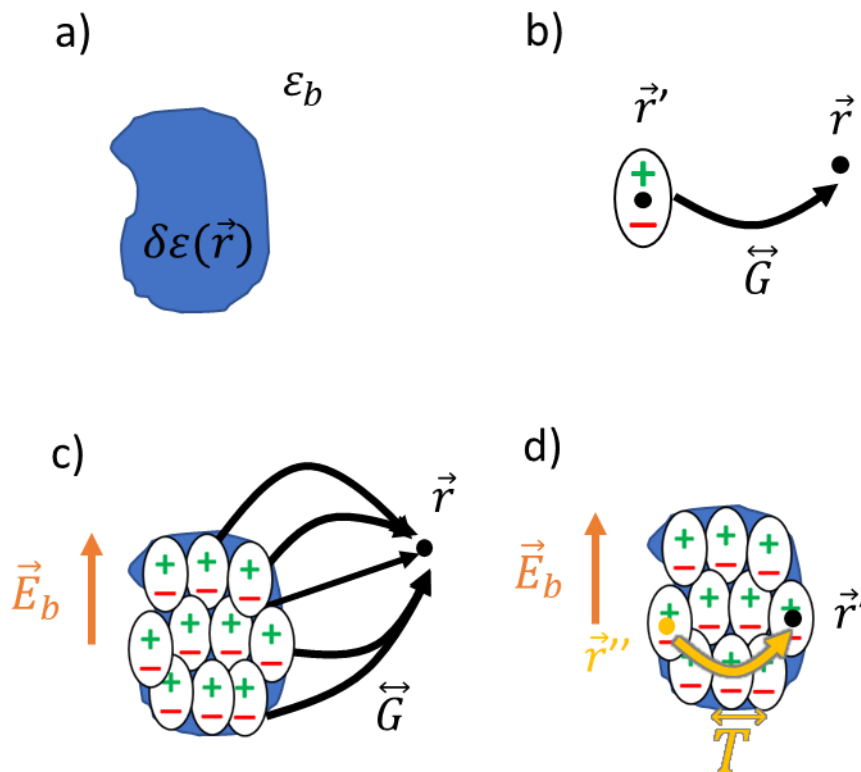 a)
b)
ε_b
r⃗'
r⃗
+
−
δε(r⃗)
G⃡
c)
d)
r⃗
E⃗_b
+ + +
− − −
+ + + +
− − − −
+ + +
− − −
G⃡
E⃗_b
+ + +
− − −
+ + + +
− − − −
r⃗'
r⃗''
+ + +
− − −
T⃡